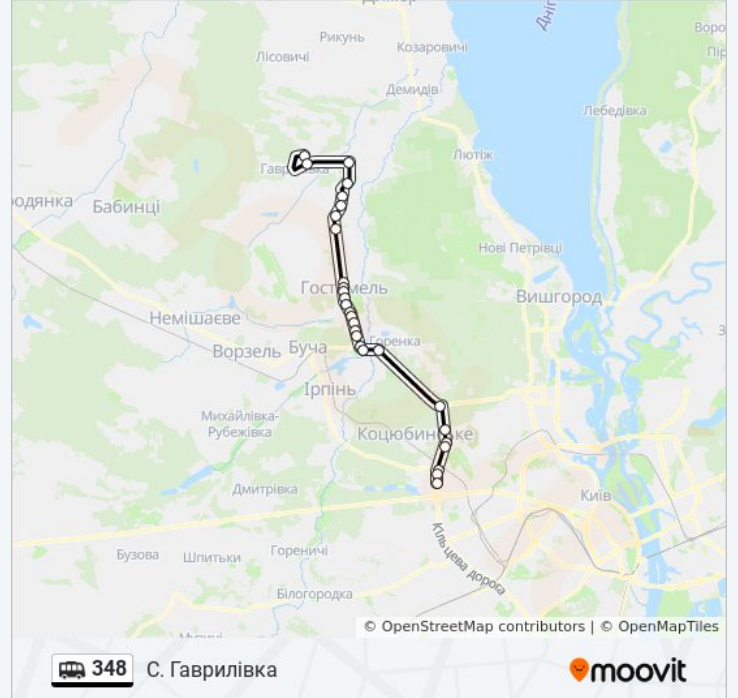 Дніп
Рикунь
Козаровичі
Лісовичі
Демидів
Лебедівка
Лютіж
Бабинці
Нові Петрівці
Гостомель
Вишгород
Немішаєве
Ворзель
Буча
Горенка
Ірпінь
Михайлівка-
Рубежівка
Коцюбинське
Дмитрівка
Київ
Бузова
Шпитьки
Гореничі
Кільцева дорога
Білогородка
© OpenStreetMap contributors | © OpenMapTiles
348
С. Гаврилівка
moovit